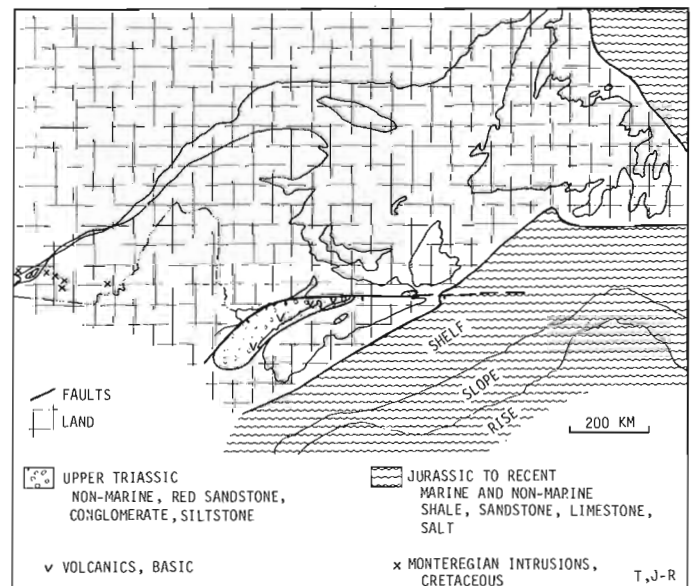 SHELF
SLOPE
RISE
200 KM
FAULTS
LAND
UPPER TRIASSIC
NON-MARINE, RED SANDSTONE,
CONGLOMERATE, SILTSTONE
JURASSIC TO RECENT
MARINE AND NON-MARINE
SHALE, SANDSTONE, LIMESTONE,
SALT
v VOLCANICS, BASIC
x MONTEREGIAN INTRUSIONS,
CRETACEOUS
T,J-R